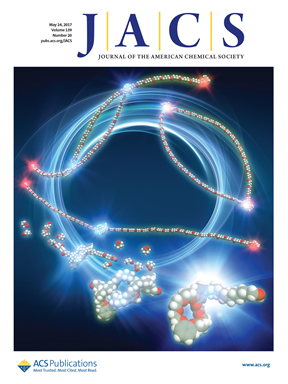 May 24, 2017
Volume 139
Number 20
pubs.acs.org/JACS
J|A|C|S
JOURNAL OF THE AMERICAN CHEMICAL SOCIETY
ACS Publications
Most Trusted. Most Cited. Most Read.
www.acs.org